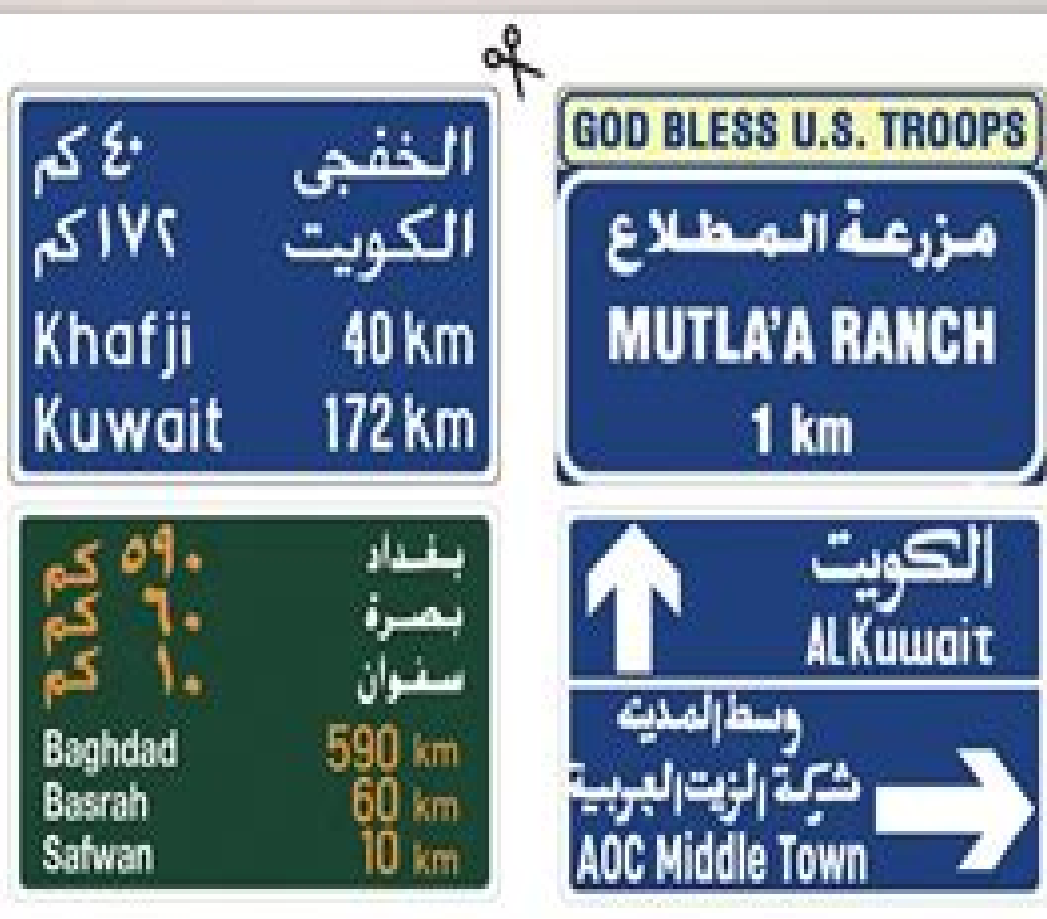 الخفجي ٤٠ كم
الكويت ١٧٢ كم
Khafji 40 km
Kuwait 172 km
GOD BLESS U.S. TROOPS
مزرعة المطلاع
MUTLA'A RANCH
1 km
بغداد ٥٩٠ كم
بصرة ٦٠ كم
سفوان ١٠ كم
Baghdad 590 km
Basrah 60 km
Safwan 10 km
الكويت
AL Kuwait
وسط المدينه
شركة الزيت العربية
AOC Middle Town